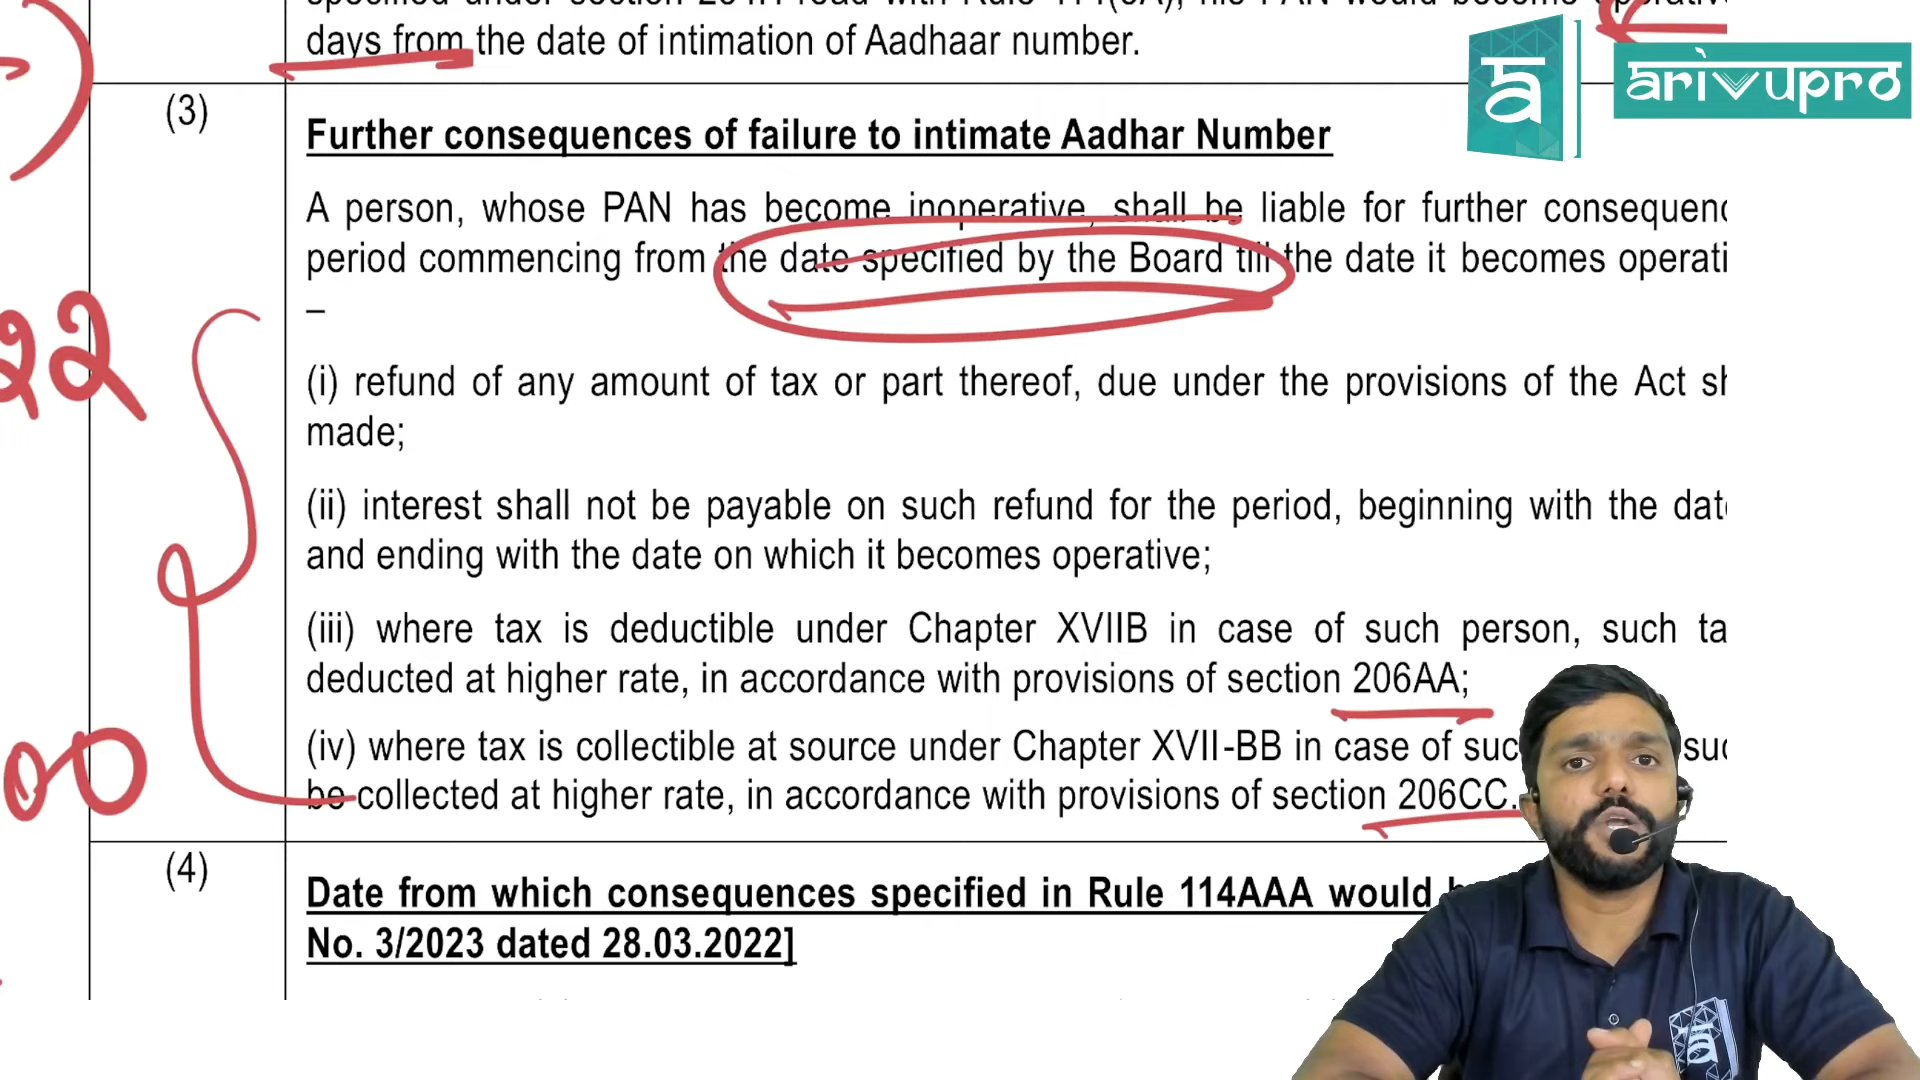 days from the date of intimation of Aadhaar number.
arivupro
(3)
Further consequences of failure to intimate Aadhar Number
A person, whose PAN has become inoperative, shall be liable for further
period commencing from the date specified by the Board till the date it becomes
–
(i) refund of any amount of tax or part thereof, due under the provisions of the Act
made;
(ii) interest shall not be payable on such refund for the period, beginning with the
and ending with the date on which it becomes operative;
(iii) where tax is deductible under Chapter XVIIB in case of such person, such
deducted at higher rate, in accordance with provisions of section 206AA;
(iv) where tax is collectible at source under Chapter XVII-BB in case of
be collected at higher rate, in accordance with provisions of section 206CC.
(4)
Date from which consequences specified in Rule 114AAA would
No. 3/2023 dated 28.03.2022]